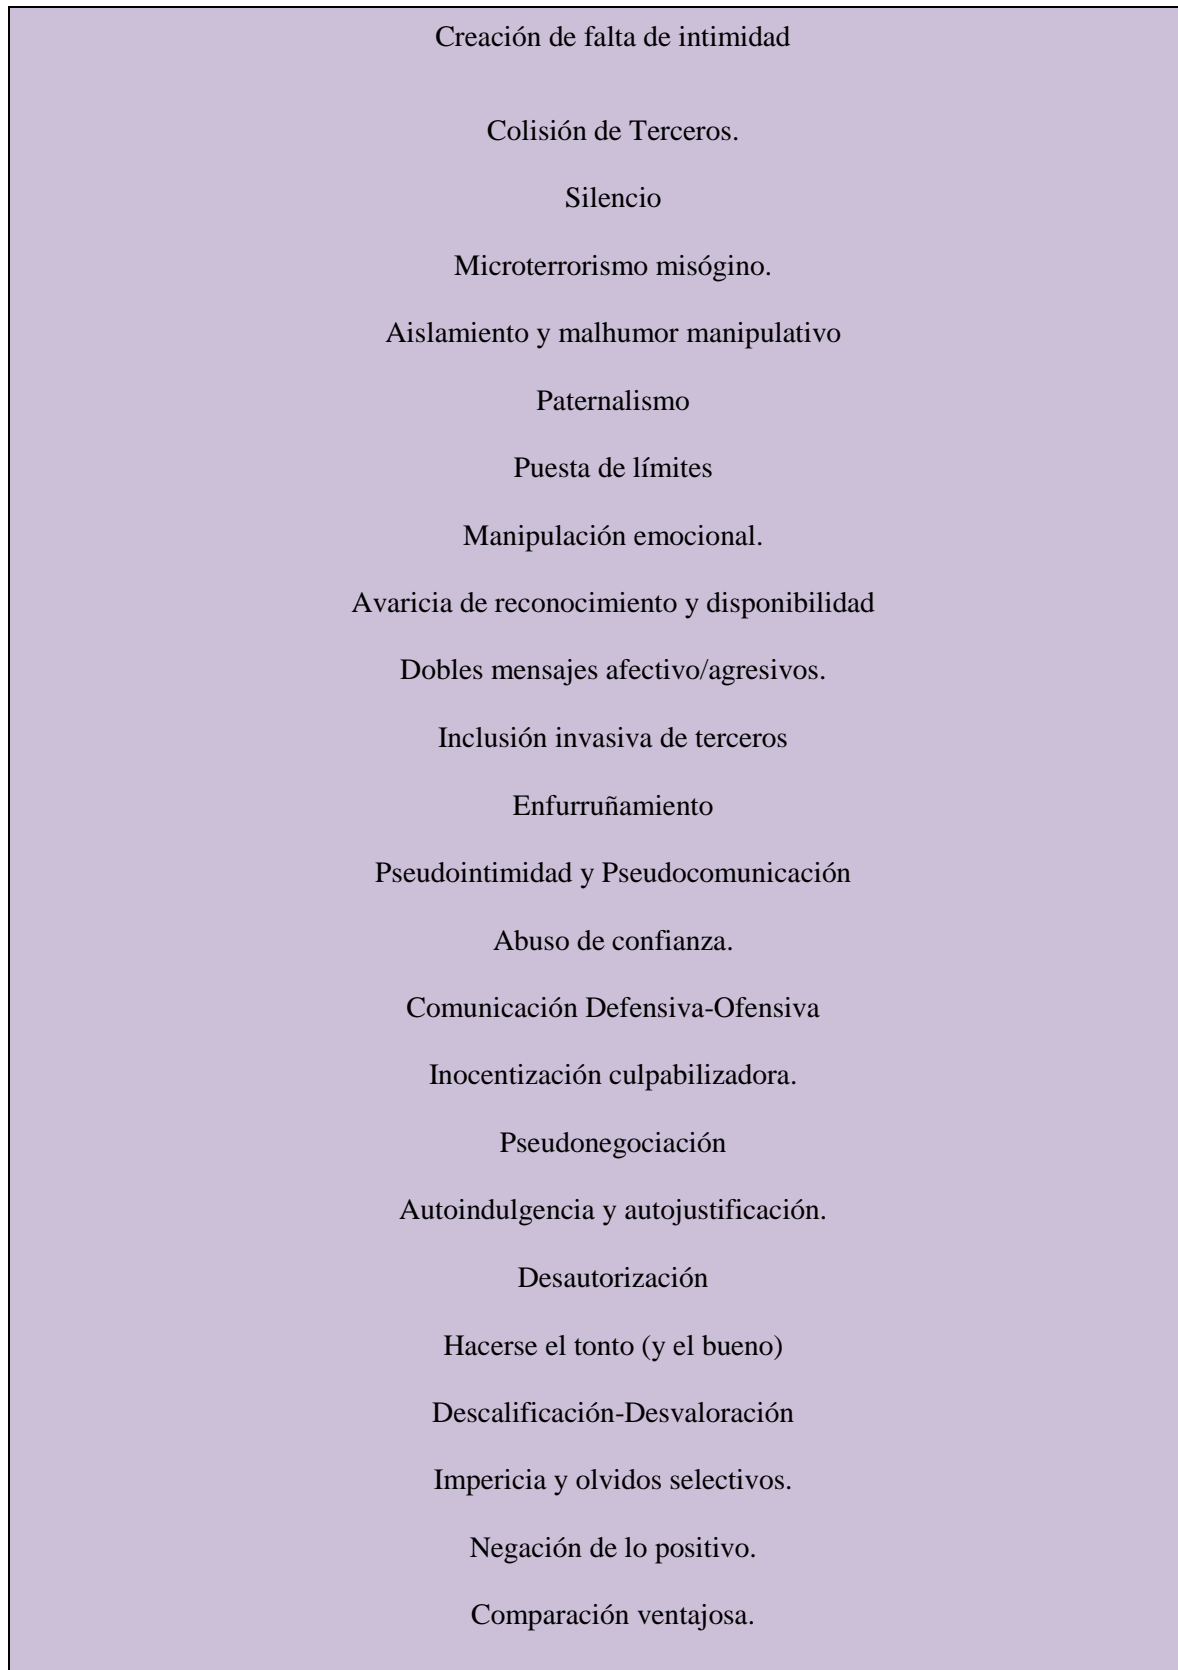 Creación de falta de intimidad
Colisión de Terceros.
Silencio
Microterrorismo misógino.
Aislamiento y malhumor manipulativo
Paternalismo
Puesta de límites
Manipulación emocional.
Avaricia de reconocimiento y disponibilidad
Dobles mensajes afectivo/agresivos.
Inclusión invasiva de terceros
Enfurruñamiento
Pseudointimidad y Pseudocomunicación
Abuso de confianza.
Comunicación Defensiva-Ofensiva
Inocentización culpabilizadora.
Pseudonegociación
Autoindulgencia y autojustificación.
Desautorización
Hacerse el tonto (y el bueno)
Descalificación-Desvaloración
Impericia y olvidos selectivos.
Negación de lo positivo.
Comparación ventajosa.